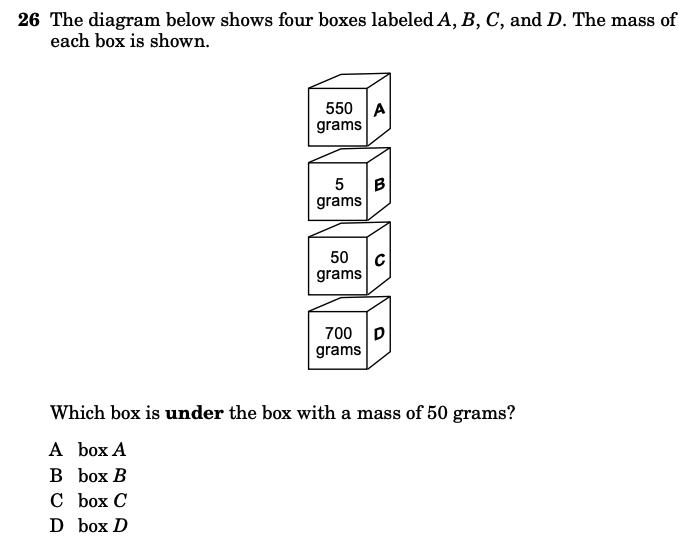 26 The diagram below shows four boxes labeled A, B, C, and D. The mass of
each box is shown.
550
grams
A
5
grams
B
50
grams
C
700
grams
D
Which box is under the box with a mass of 50 grams?
A box A
B box B
C box C
D box D